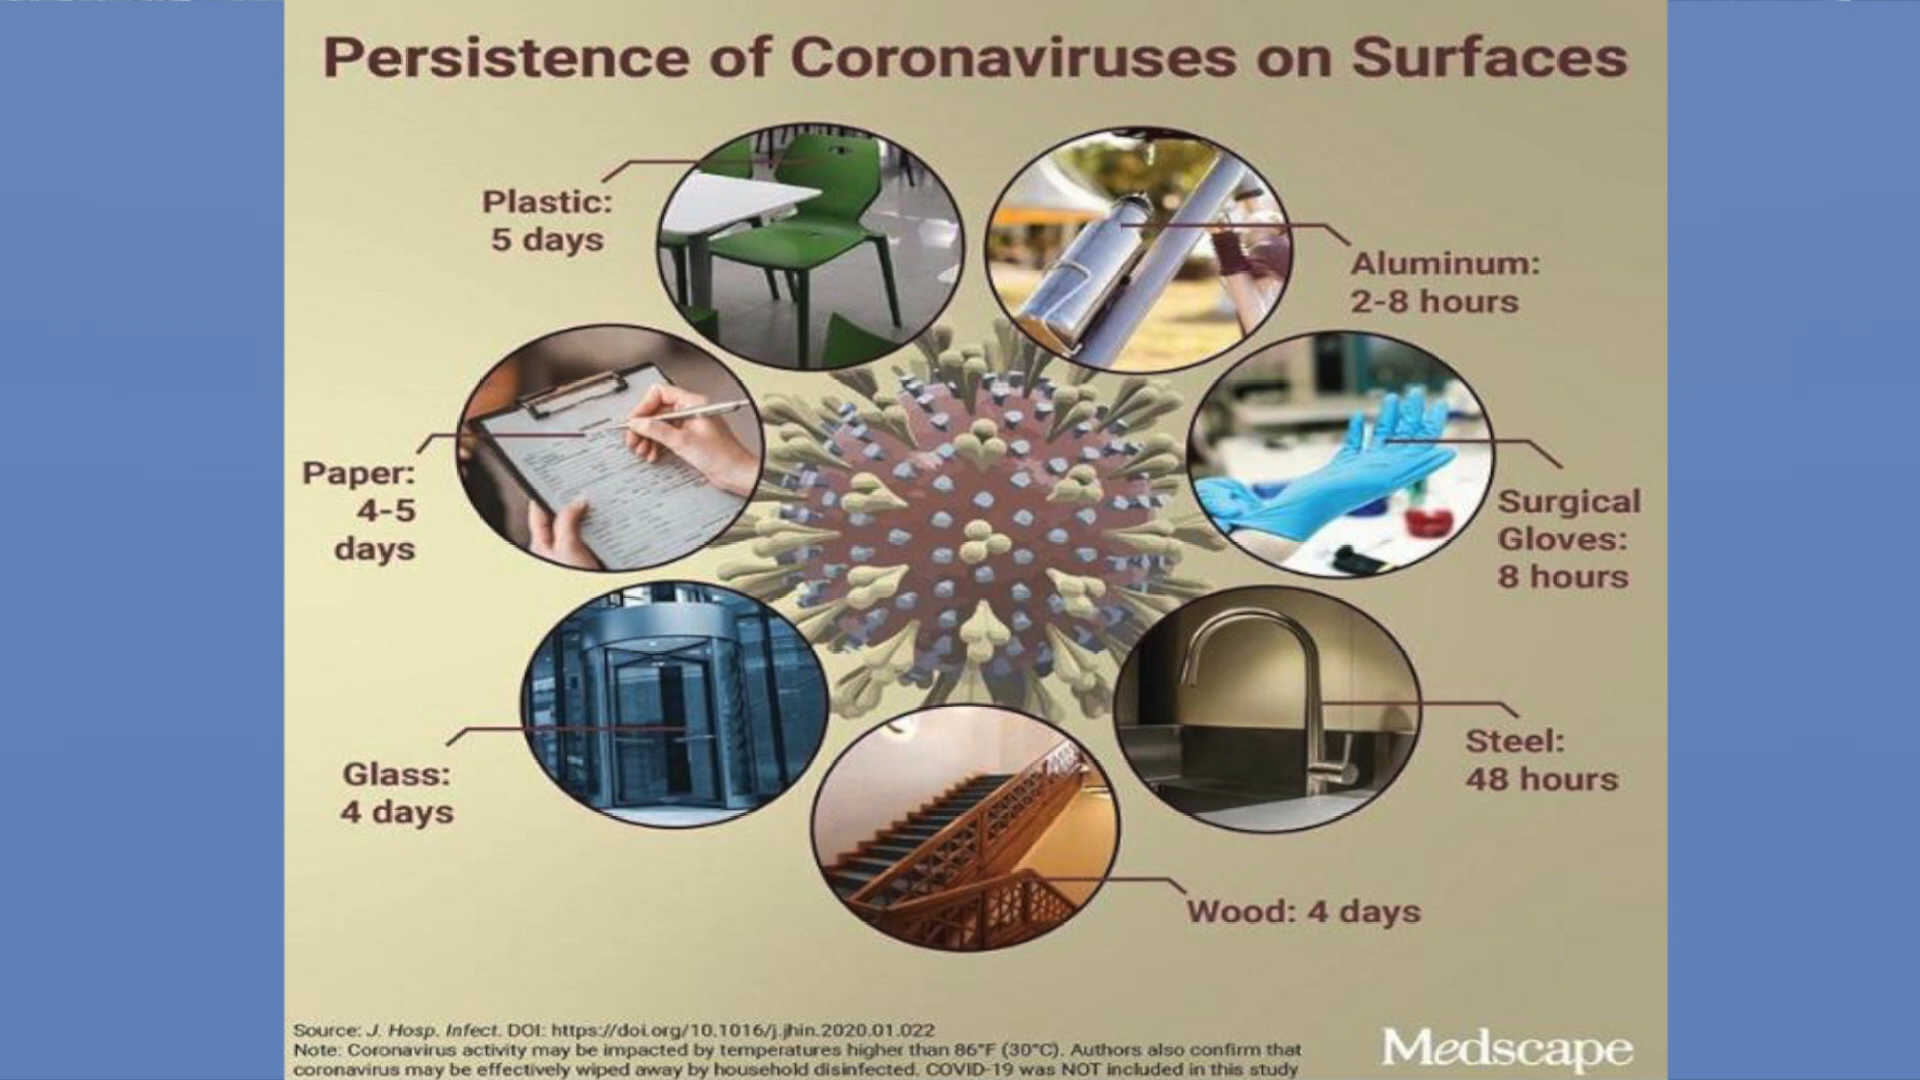 Persistence of Coronaviruses on Surfaces
Plastic:
5 days
Aluminum:
2-8 hours
Paper:
4-5
days
Surgical
Gloves:
8 hours
Glass:
4 days
Steel:
48 hours
Wood: 4 days
Source: J. Hosp. Infect. DOI: https://doi.org/10.1016/j.jhin.2020.01.022
Note: Coronavirus activity may be impacted by temperatures higher than 86°F (30°C). Authors also confirm that
coronavirus may be effectively wiped away by household disinfected. COVID-19 was NOT included in this study
Medscape